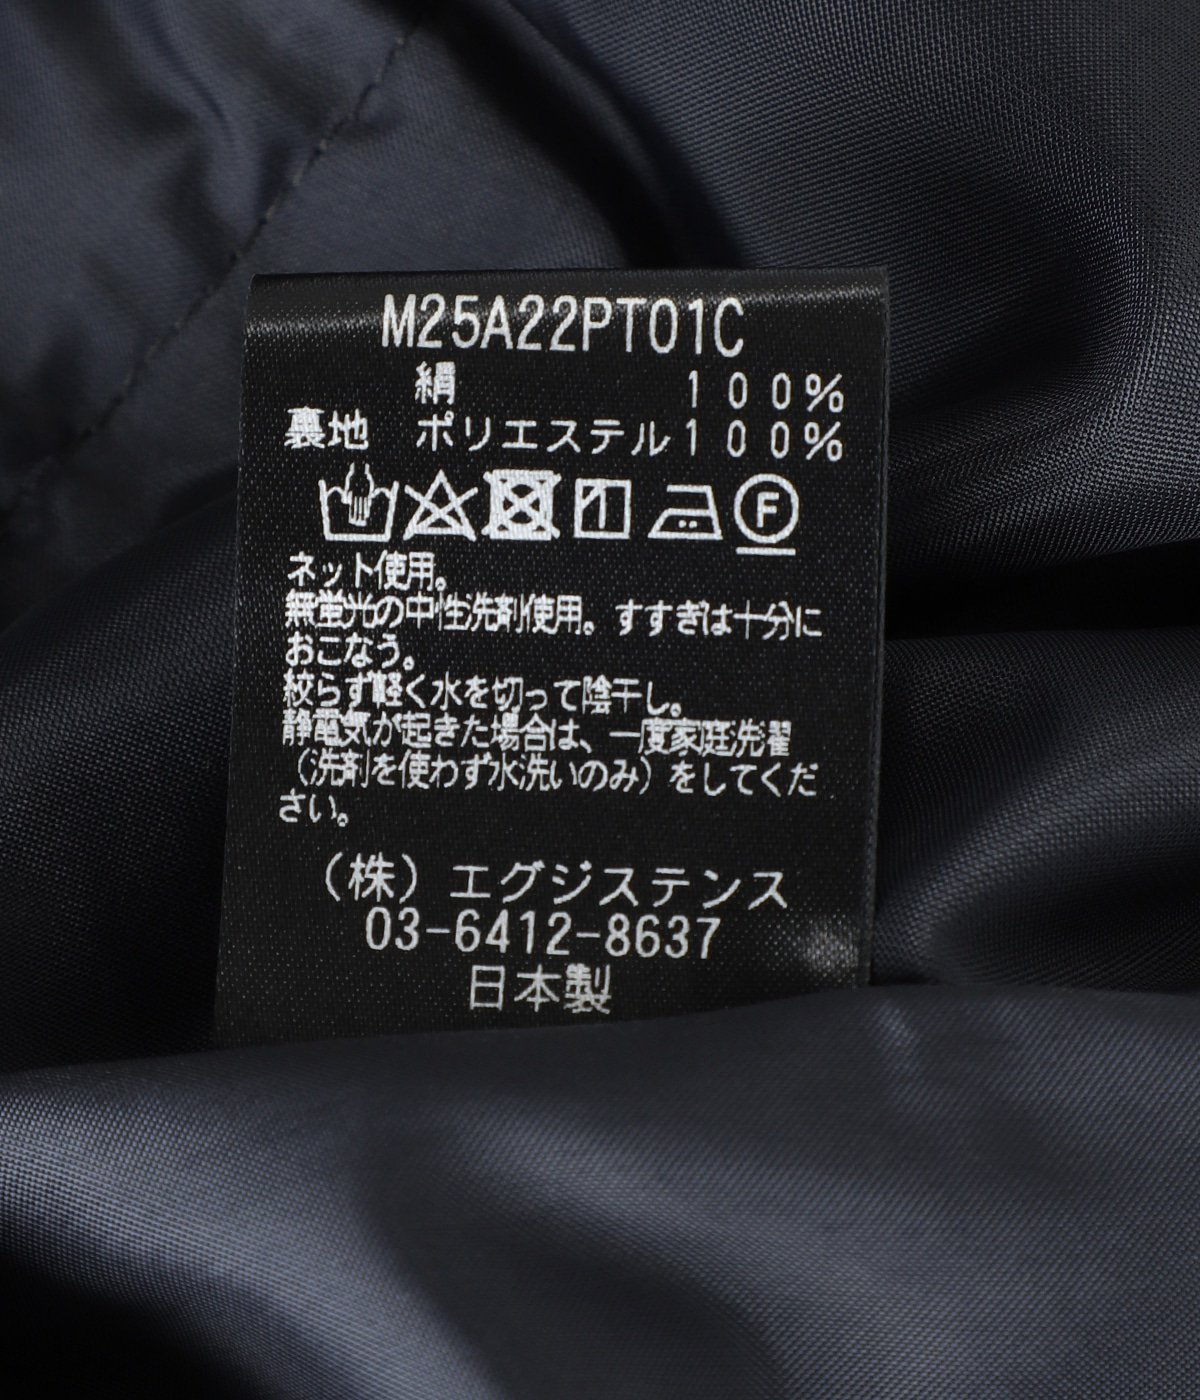 M25A22PT01C
絹 100%
裏地 ポリエステル100%
F
ネット使用。
無蛍光の中性洗剤使用。すすぎは十分に
おこなう。
絞らず軽く水を切って陰干し。
静電気が起きた場合は、一度家庭洗濯
(洗剤を使わず水洗いのみ)をしてくだ
さい。
(株)エグジステンス
03-6412-8637
日本製